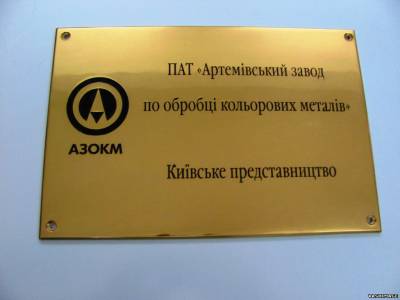 ПАТ «Артемівський завод
по обробці кольорових металів»
АЗОКМ
Київське представництво